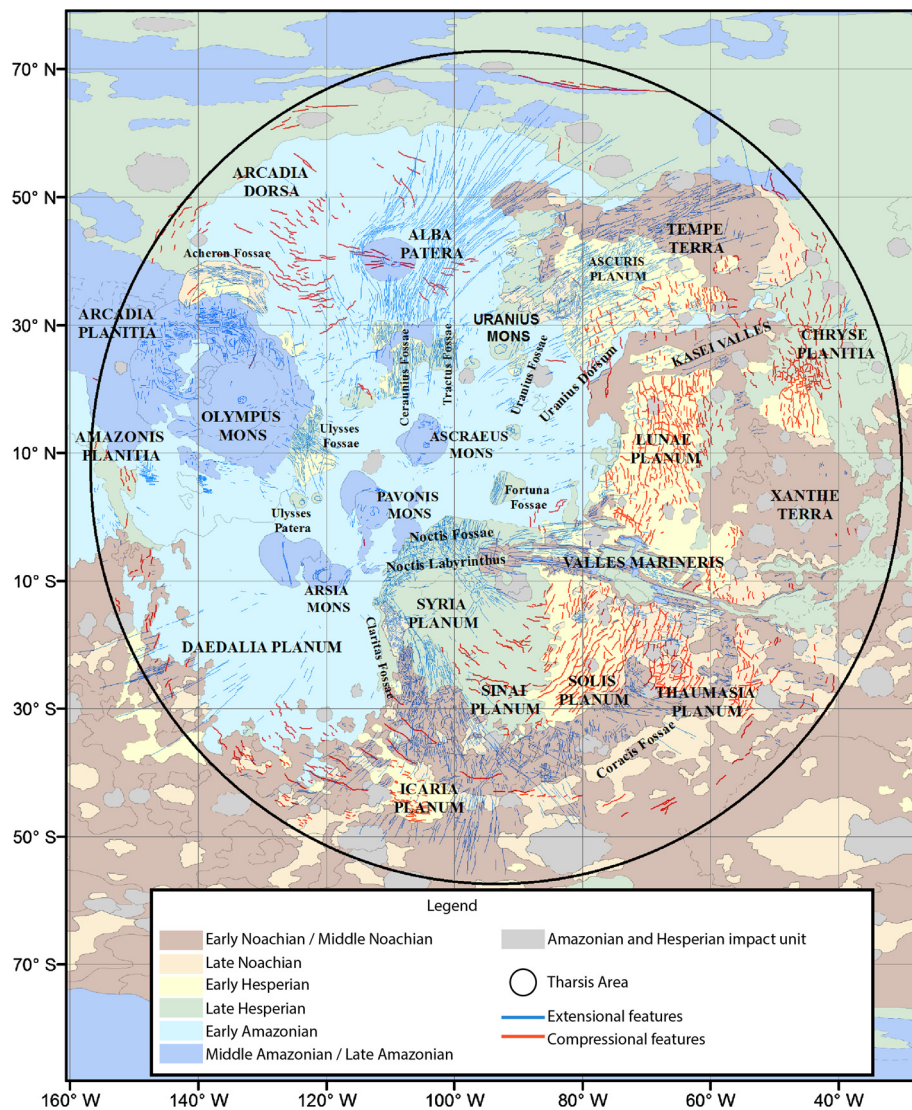 70° N
50° N
30° N
10° N
10° S
30° S
50° S
70° S
ARCADIA
DORSA
Acheron Fossae
ALBA
PATERA
TEMPE
TERRA
ASCURIS
PLANUM
ARCADIA
PLANITIA
URANIUS
MONS
KASEI VALLES
CHRYSE
PLANITIA
Ceraunius Fossae
Tractus Fossae
Uranius Fossae
Uranius Dorsum
OLYMPUS
MONS
Ulysses
Fossae
ASCRAEUS
MONS
LUNAE
PLANUM
AMAZONIS
PLANITIA
PAVONIS
MONS
Fortuna
Fossae
XANTHE
TERRA
Ulysses
Patera
Noctis Fossae
Noctis Labyrinthus
VALLES MARINERIS
ARSIA
MONS
SYRIA
PLANUM
DAEDALIA PLANUM
Claritas Fossae
SINAI
PLANUM
SOLIS
PLANUM
THAUMASIA
PLANUM
Coracis Fossae
ICARIA
PLANUM
Legend
Early Noachian / Middle Noachian
Late Noachian
Early Hesperian
Late Hesperian
Early Amazonian
Middle Amazonian / Late Amazonian
Amazonian and Hesperian impact unit
Tharsis Area
Extensional features
Compressional features
160 W
140 W
120 W
100 W
80 W
60 W
40 W